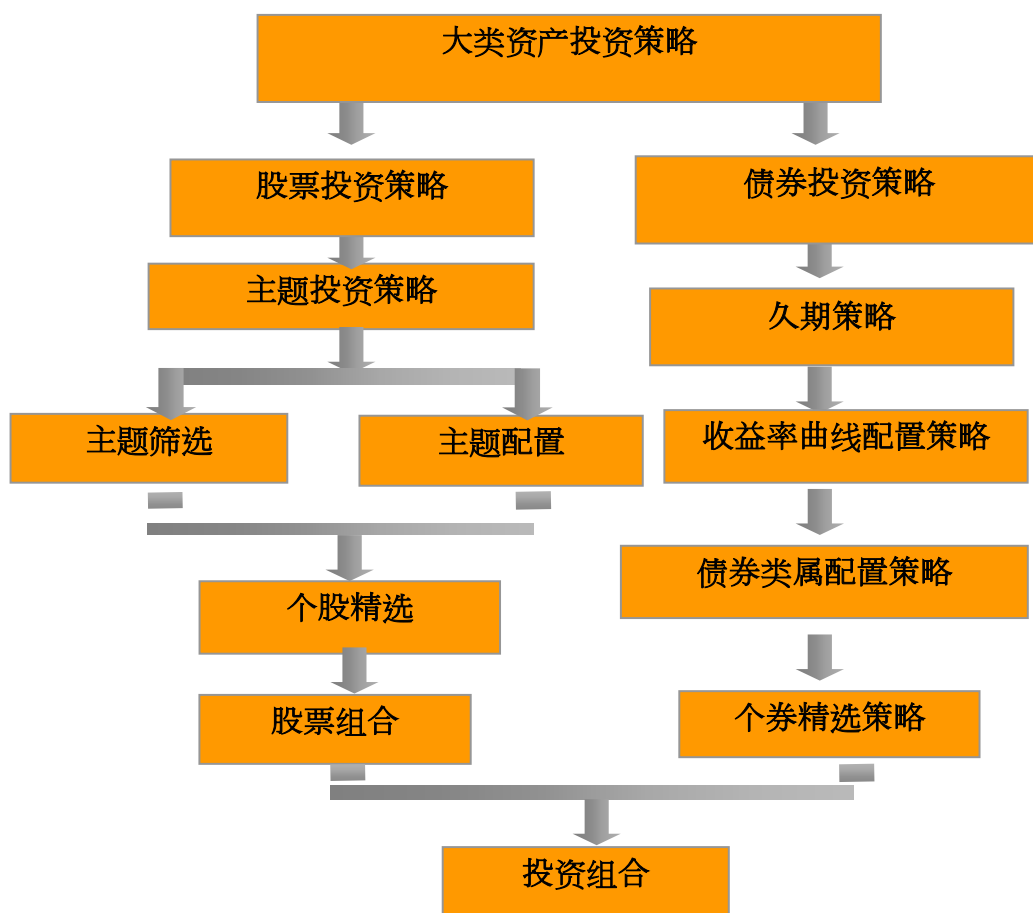 大类资产投资策略
股票投资策略
债券投资策略
主题投资策略
久期策略
主题筛选
主题配置
收益率曲线配置策略
债券类属配置策略
个股精选
股票组合
个券精选策略
投资组合